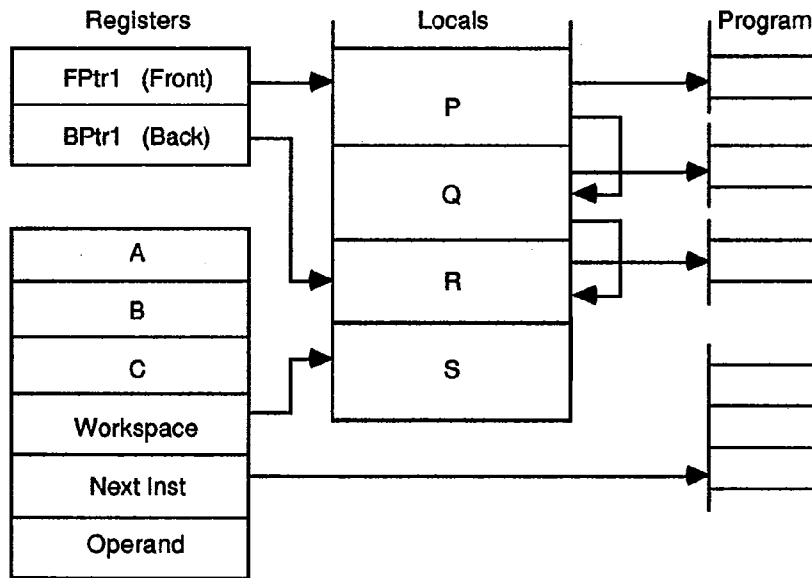 Registers
Locals
Program
FPtr1 (Front)
BPtr1 (Back)
P
Q
R
S
A
B
C
Workspace
Next Inst
Operand